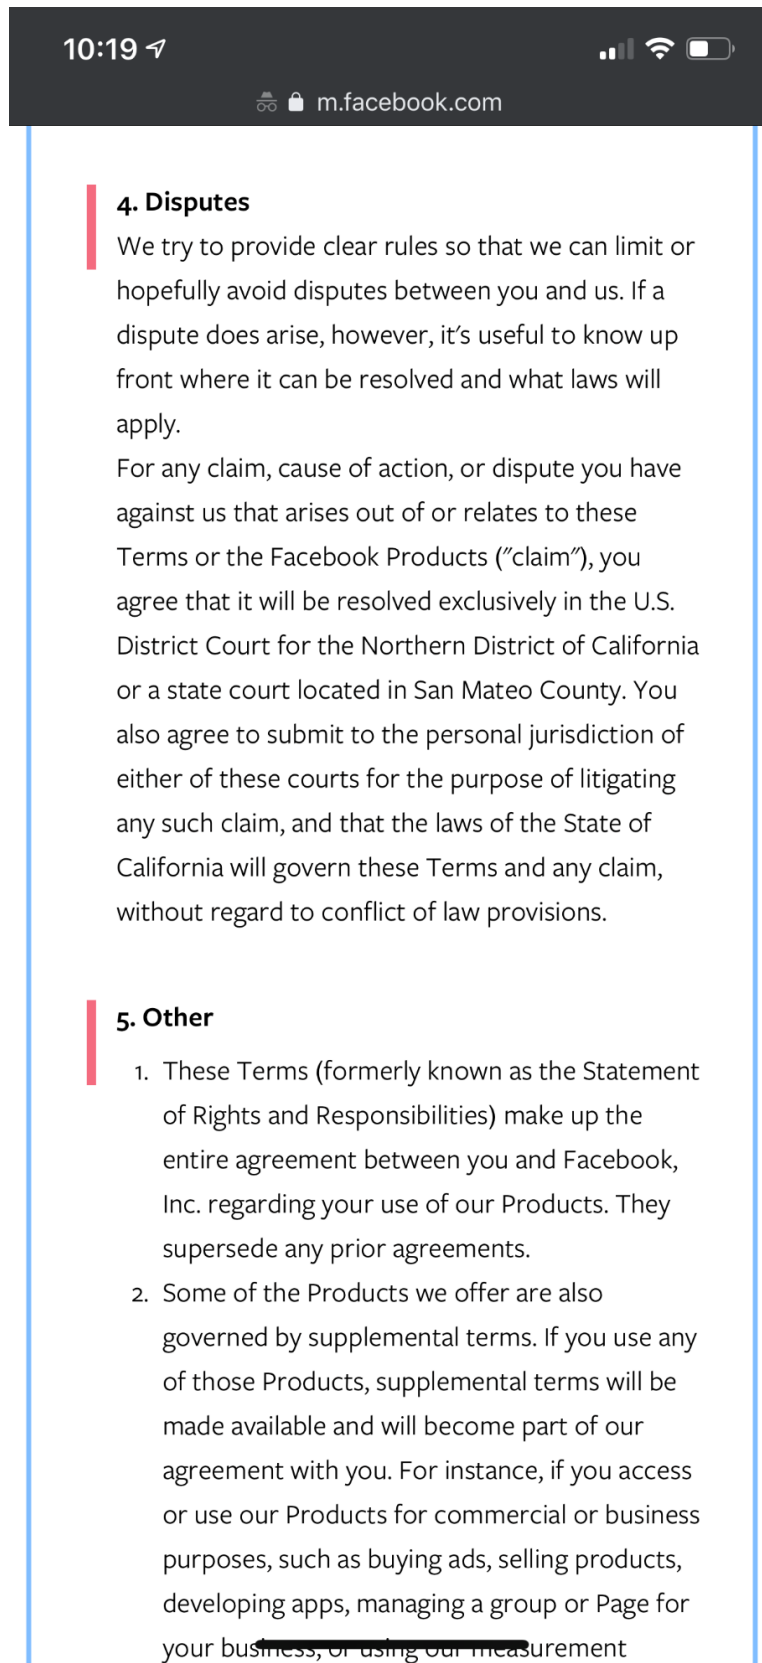 10:19
m.facebook.com
4. Disputes
We try to provide clear rules so that we can limit or
hopefully avoid disputes between you and us. If a
dispute does arise, however, it's useful to know up
front where it can be resolved and what laws will
apply.
For any claim, cause of action, or dispute you have
against us that arises out of or relates to these
Terms or the Facebook Products ("claim"), you
agree that it will be resolved exclusively in the U.S.
District Court for the Northern District of California
or a state court located in San Mateo County. You
also agree to submit to the personal jurisdiction of
either of these courts for the purpose of litigating
any such claim, and that the laws of the State of
California will govern these Terms and any claim,
without regard to conflict of law provisions.
5. Other
1. These Terms (formerly known as the Statement
of Rights and Responsibilities) make up the
entire agreement between you and Facebook,
Inc. regarding your use of our Products. They
supersede any prior agreements.
2. Some of the Products we offer are also
governed by supplemental terms. If you use any
of those Products, supplemental terms will be
made available and will become part of our
agreement with you. For instance, if you access
or use our Products for commercial or business
purposes, such as buying ads, selling products,
developing apps, managing a group or Page for
your business, or using our measurement